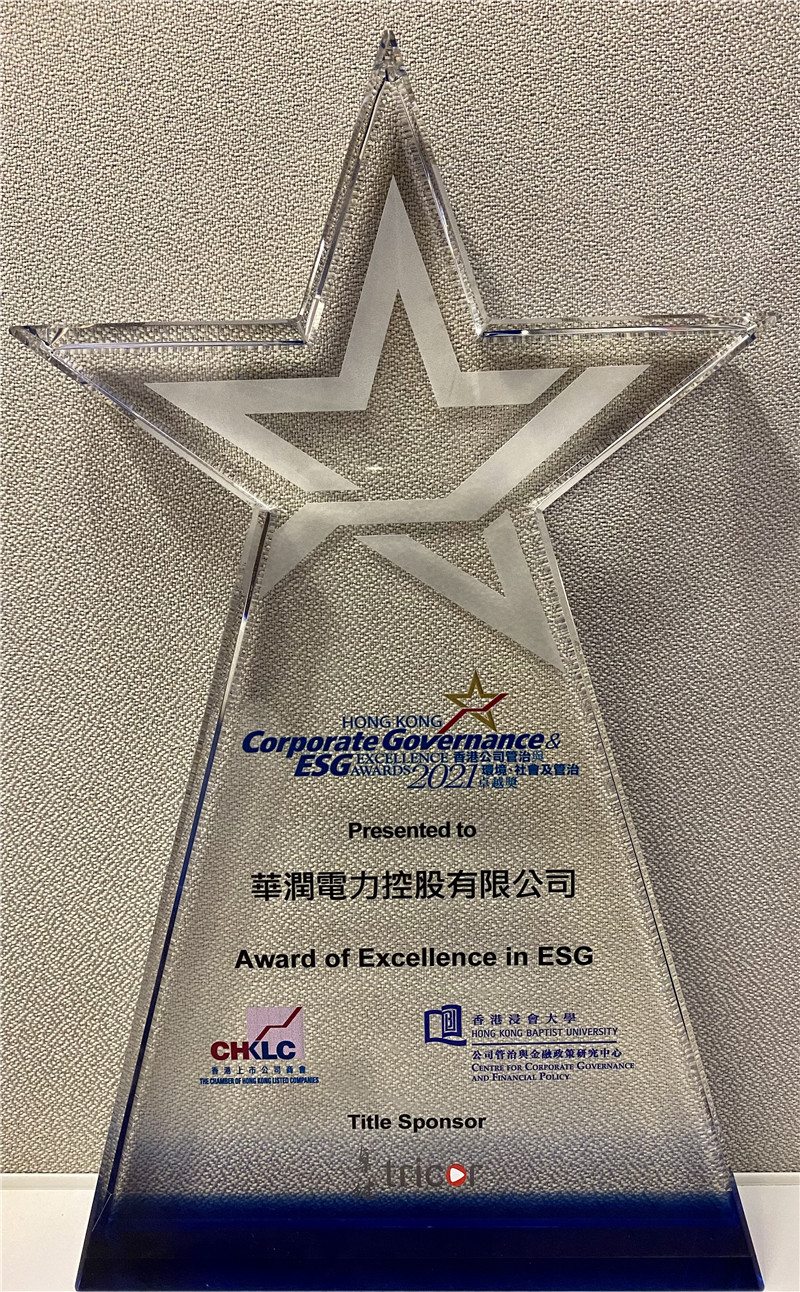 HONG KONG
Corporate Governance &
ESG EXCELLENCE AWARDS 2021
香港公司管治與
環境、社會及管治
卓越獎
Presented to
華潤電力控股有限公司
Award of Excellence in ESG
CHKLC
香港上市公司商會
THE CHAMBER OF HONG KONG LISTED COMPANIES
香港浸會大學
HONG KONG BAPTIST UNIVERSITY
公司管治與金融政策研究中心
CENTRE FOR CORPORATE GOVERNANCE
AND FINANCIAL POLICY
Title Sponsor
tricor